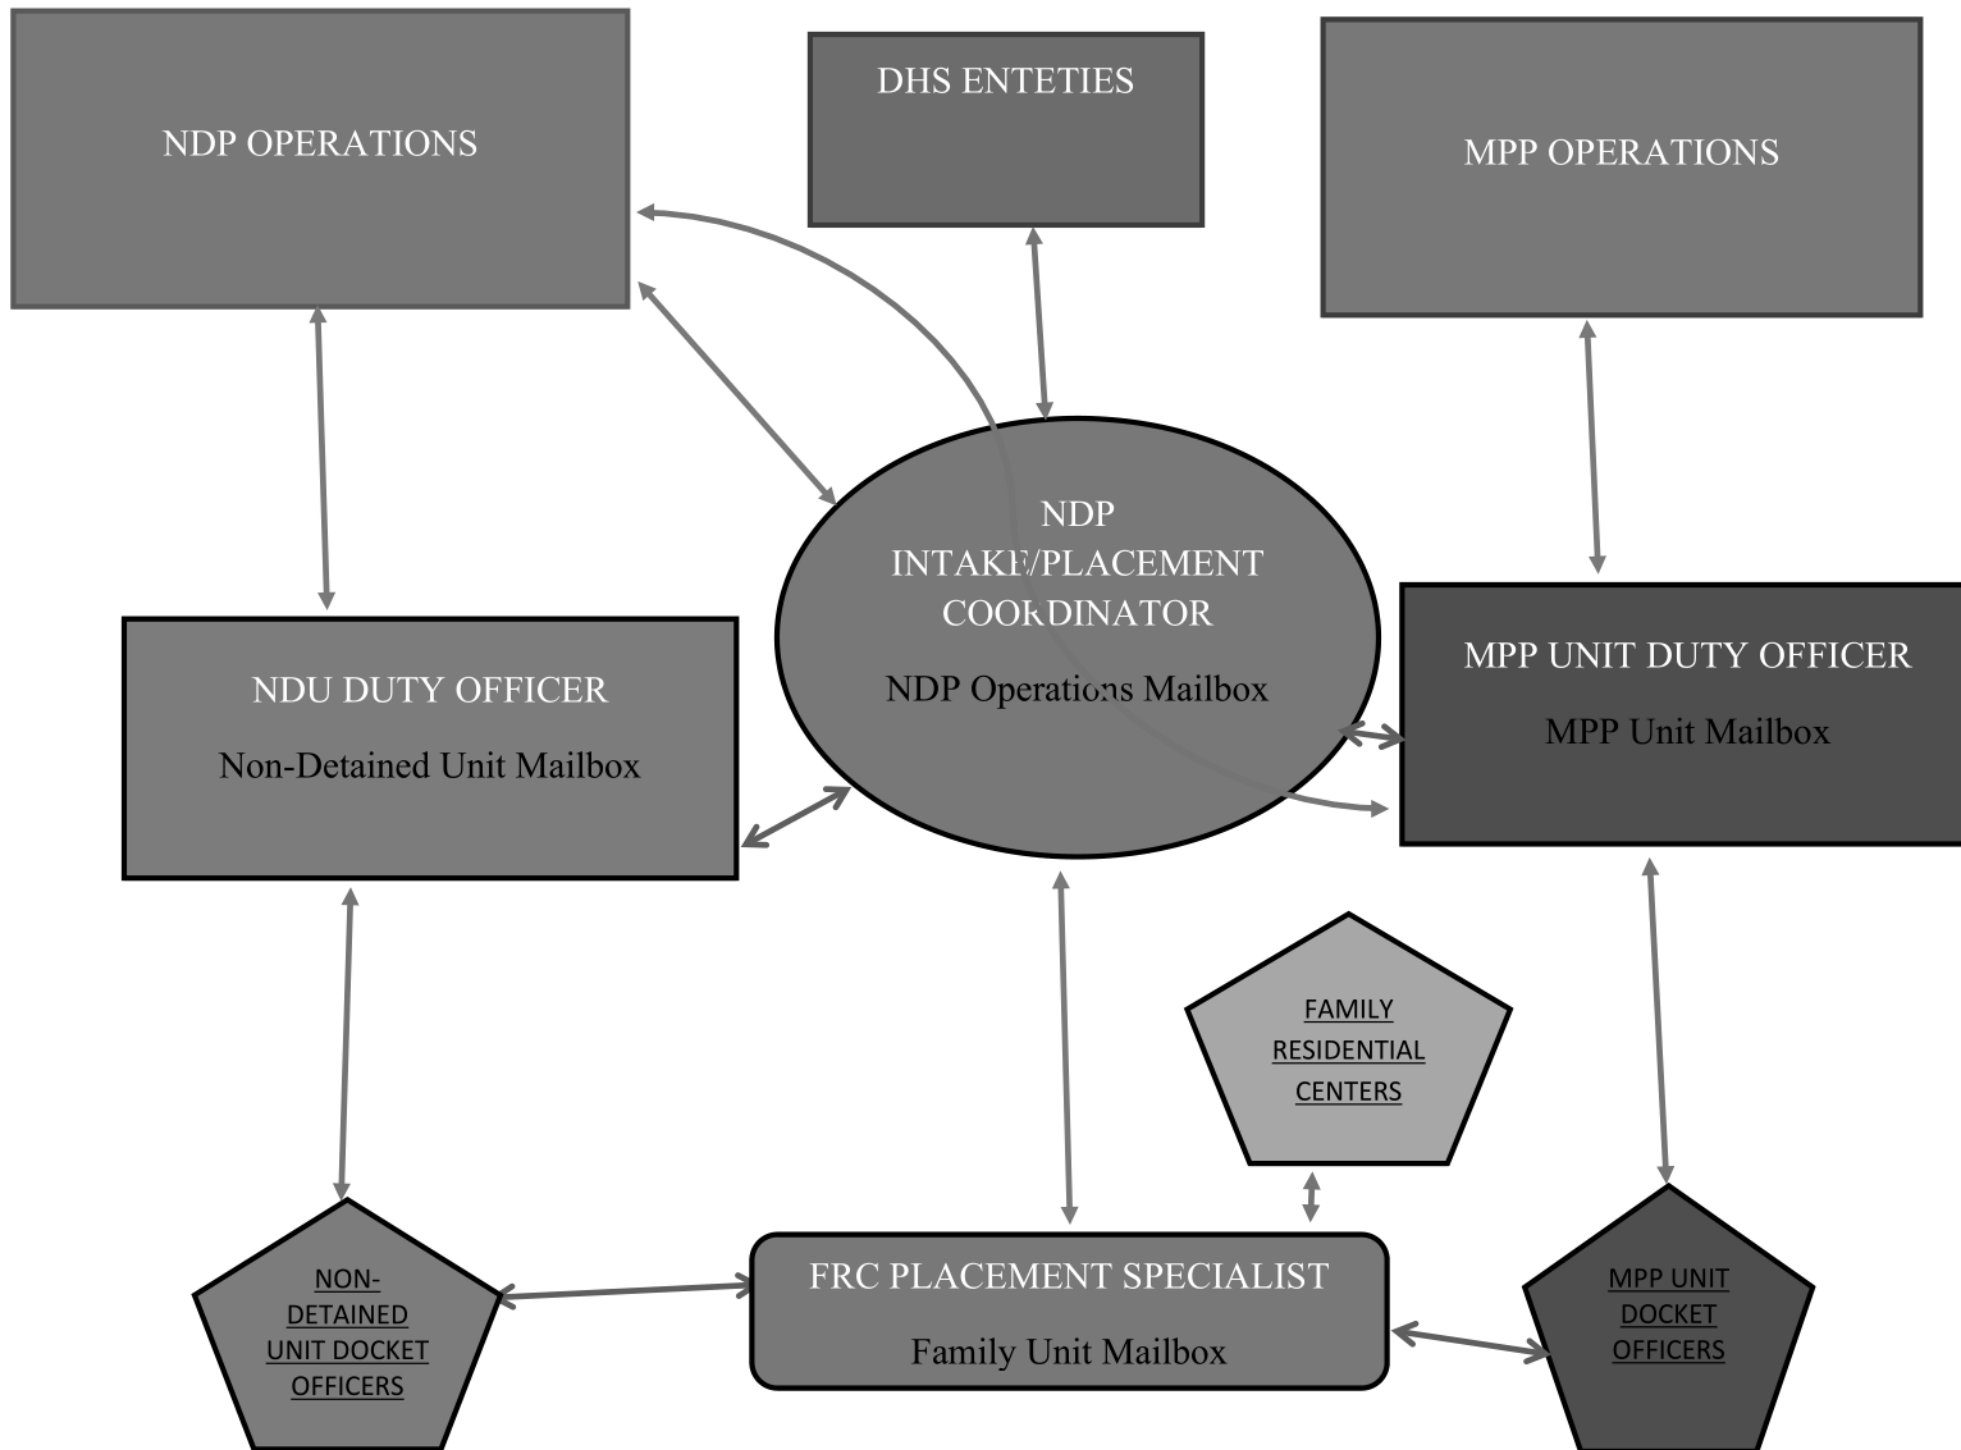 NDP OPERATIONS
DHS ENTETIES
MPP OPERATIONS
NDP
INTAKE/PLACEMENT
COORDINATOR
NDP Operations Mailbox
NDU DUTY OFFICER
Non-Detained Unit Mailbox
MPP UNIT DUTY OFFICER
MPP Unit Mailbox
FAMILY
RESIDENTIAL
CENTERS
NON-
DETAINED
UNIT DOCKET
OFFICERS
FRC PLACEMENT SPECIALIST
Family Unit Mailbox
MPP UNIT
DOCKET
OFFICERS